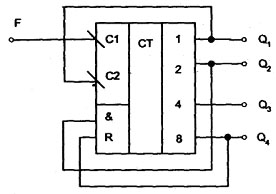 F
C1 CT 1 Q₁
C2 2 Q₂
& 4 Q₃
R 8 Q₄